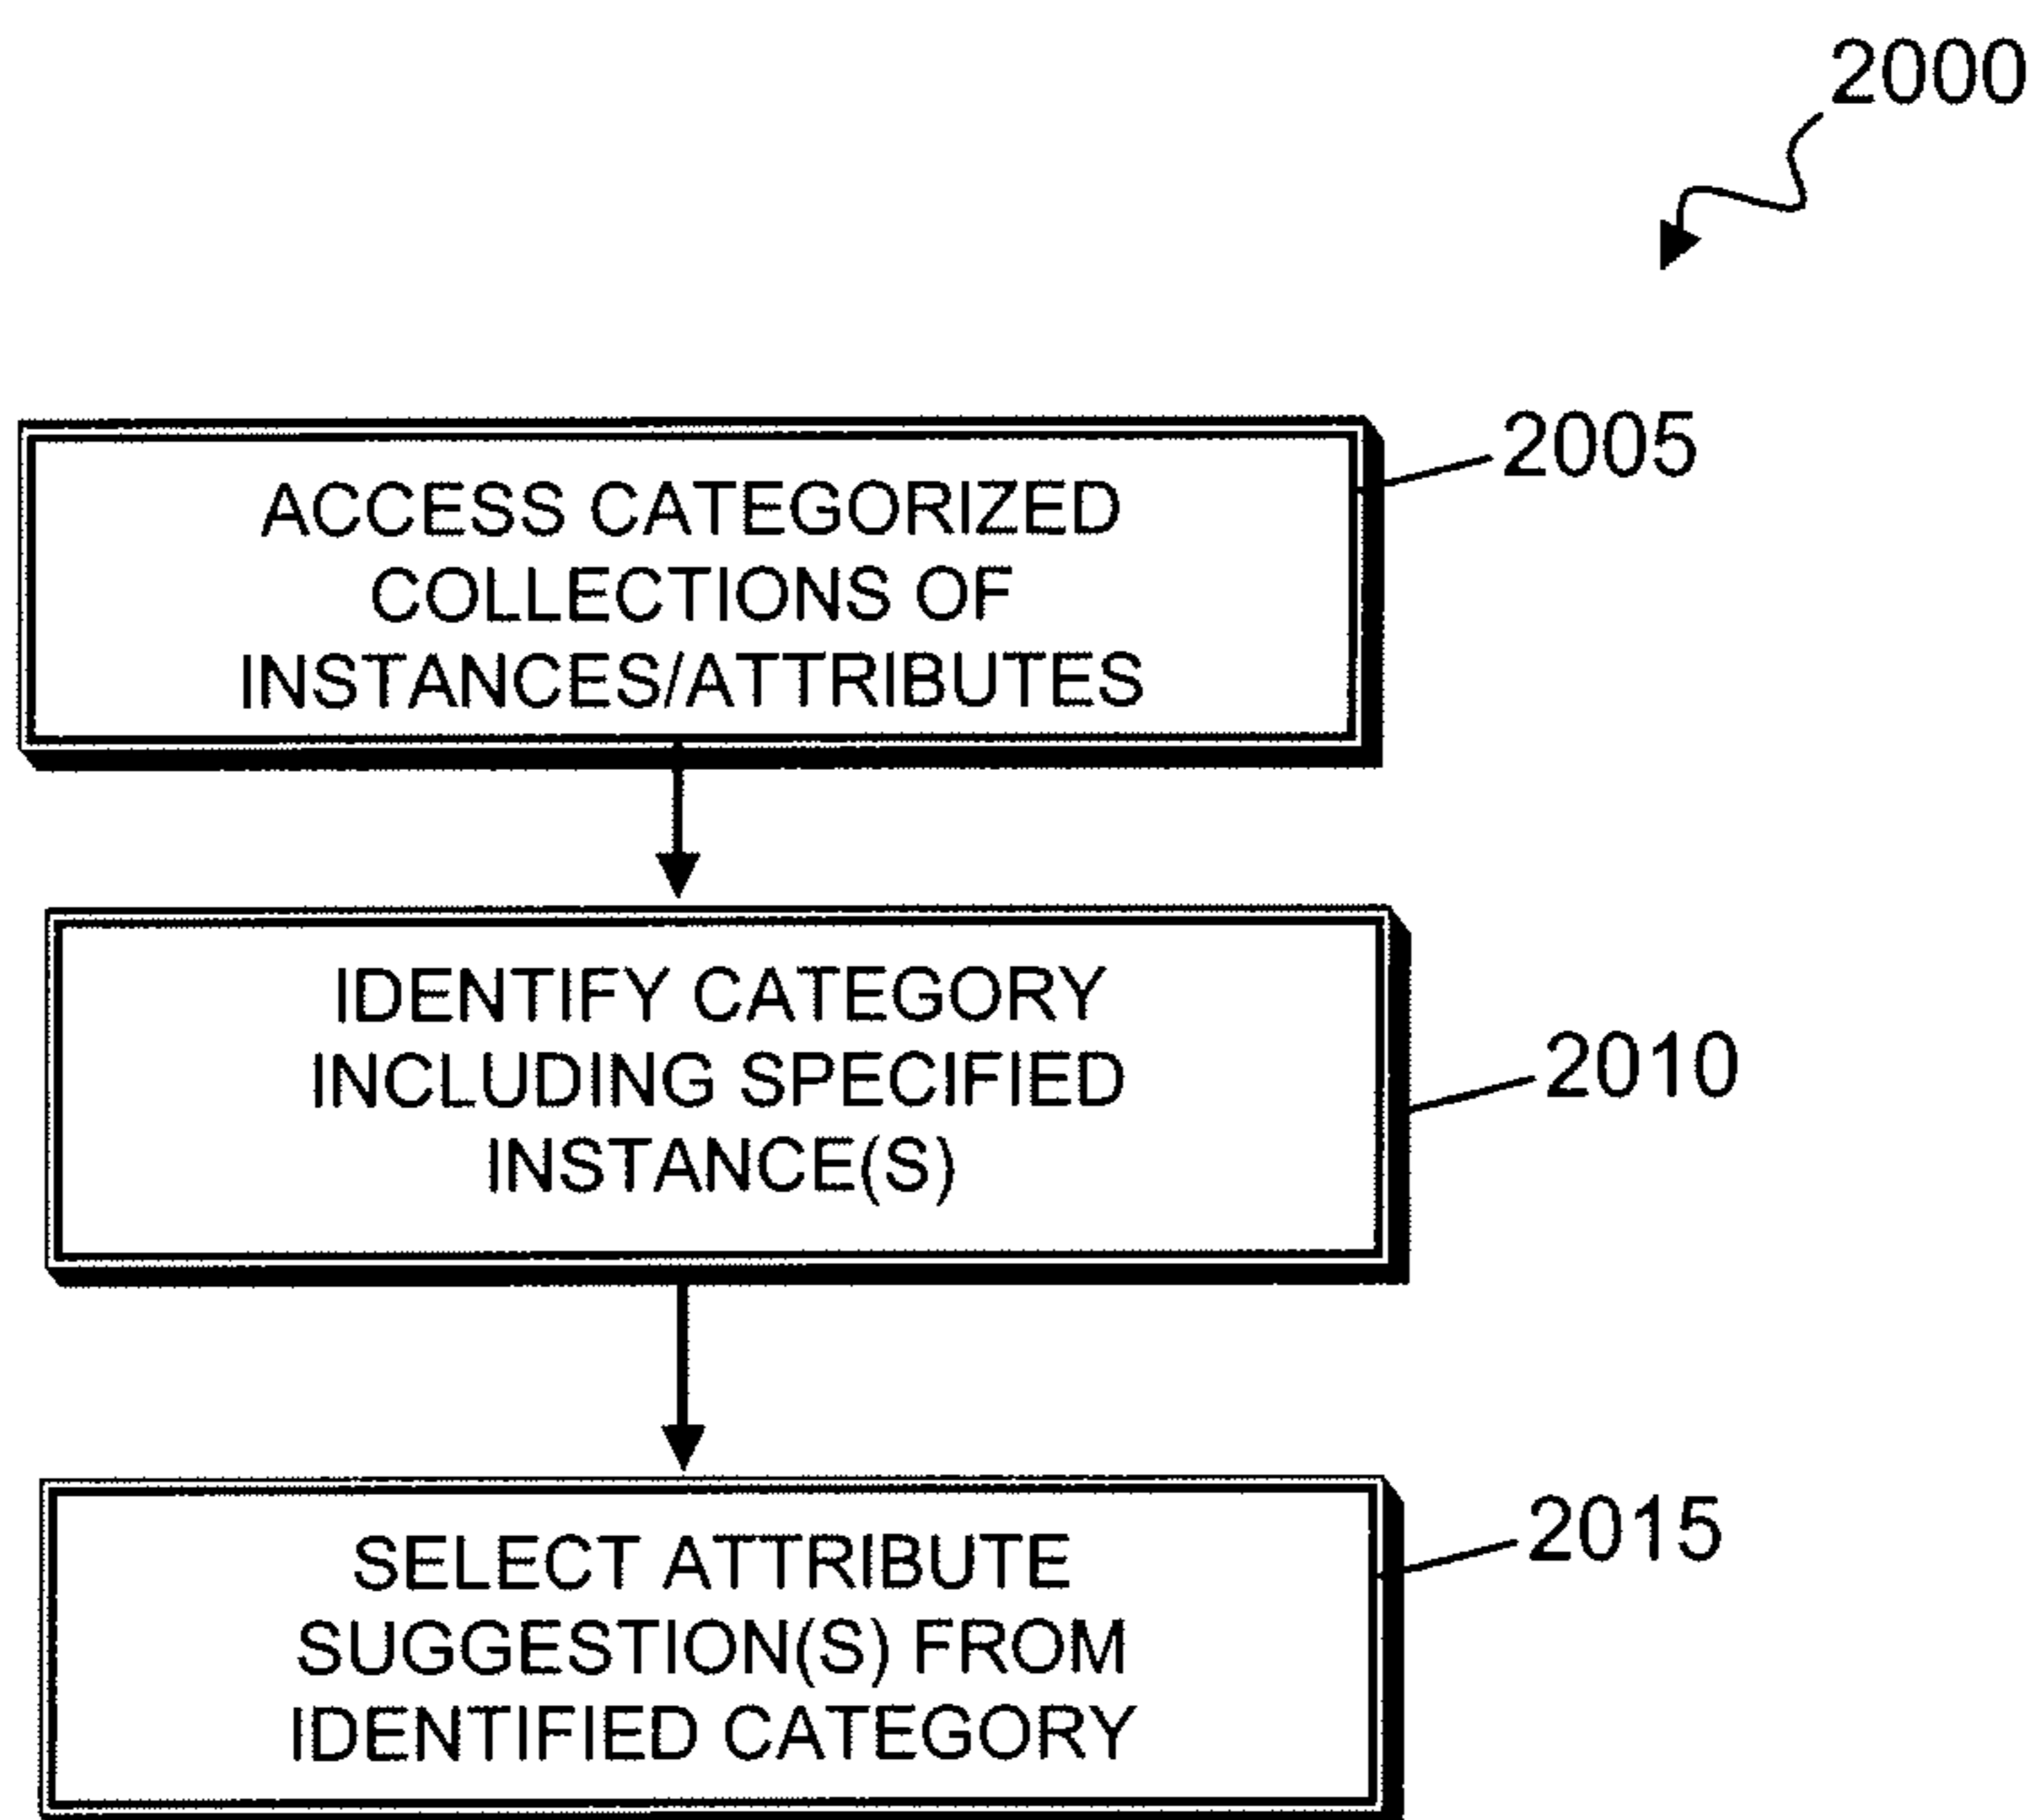 2000
2005
ACCESS CATEGORIZED
COLLECTIONS OF
INSTANCES/ATTRIBUTES
IDENTIFY CATEGORY
INCLUDING SPECIFIED
INSTANCE(S)
2010
SELECT ATTRIBUTE
SUGGESTION(S) FROM
IDENTIFIED CATEGORY
2015